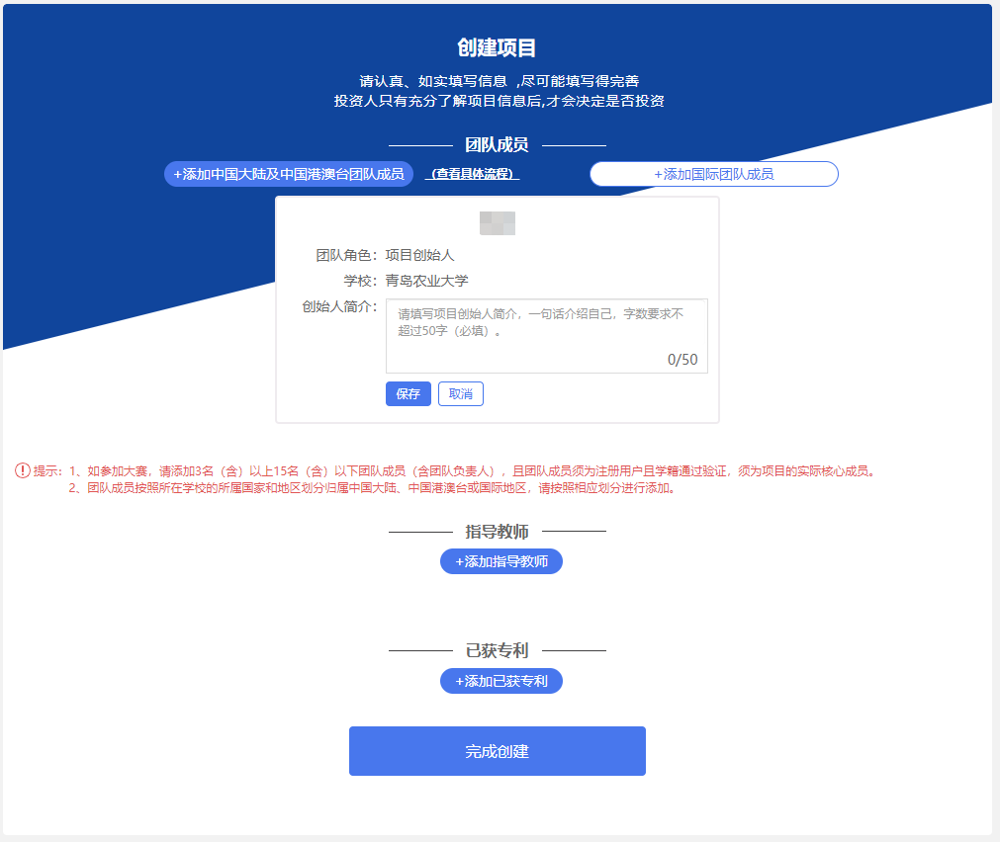 创建项目
请认真、如实填写信息 ,尽可能填写得完善
投资人只有充分了解项目信息后,才会决定是否投资
团队成员
+添加中国大陆及中国港澳台团队成员 （查看具体流程） +添加国际团队成员
团队角色：项目创始人
学校：青岛农业大学
创始人简介：请填写项目创始人简介，一句话介绍自己，字数要求不
超过50字（必填）。
0/50
保存 取消
提示：1、如参加大赛，请添加3名（含）以上15名（含）以下团队成员（含团队负责人），且团队成员须为注册用户且学籍通过验证，须为项目的实际核心成员。
2、团队成员按照所在学校的所属国家和地区划分归属中国大陆、中国港澳台或国际地区，请按照相应划分进行添加。
指导教师
+添加指导教师
已获专利
+添加已获专利
完成创建